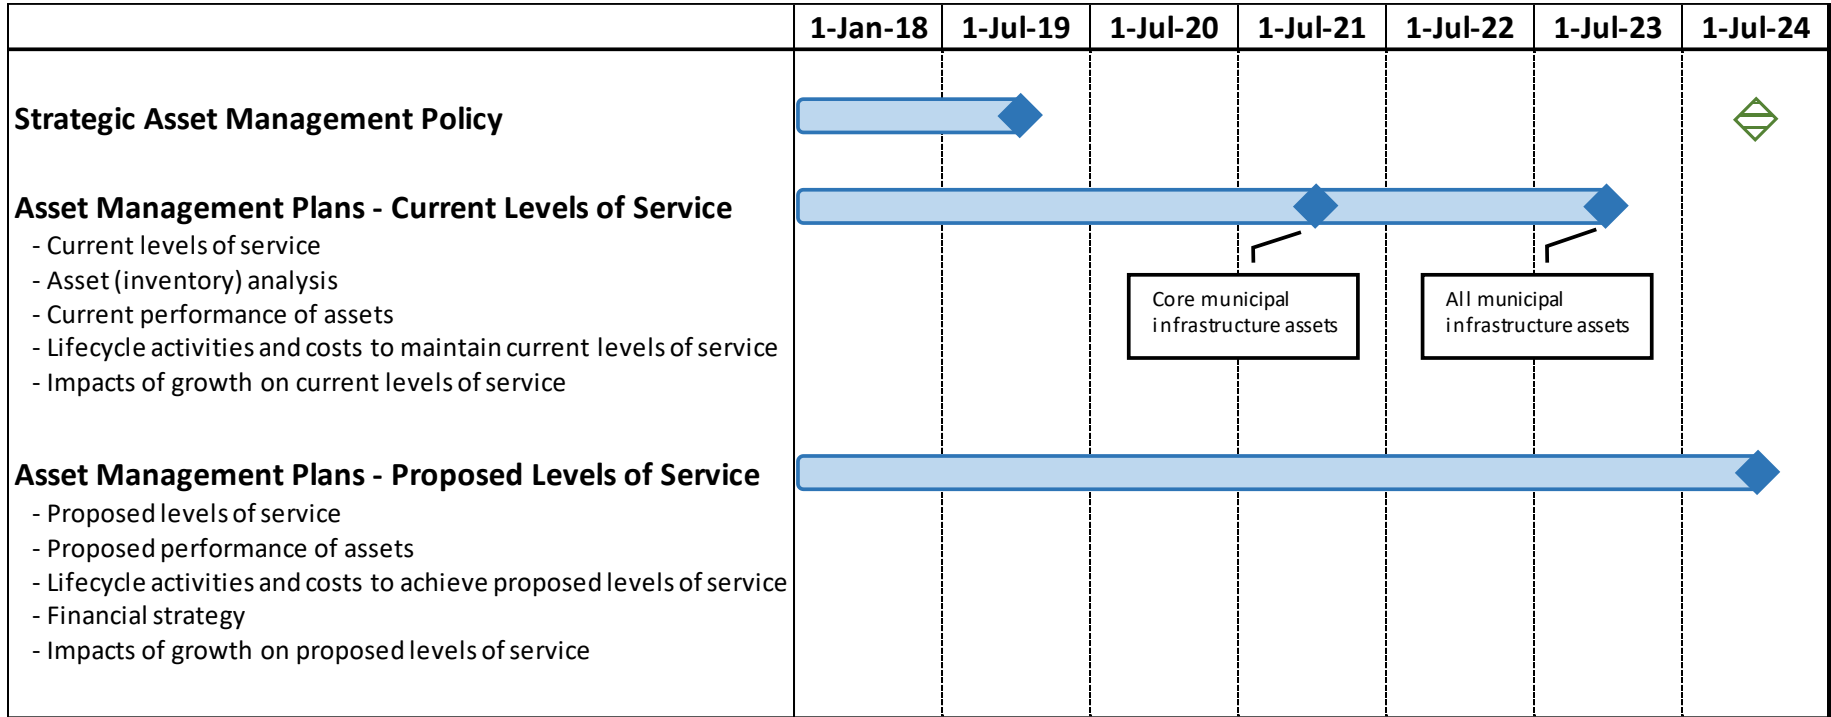 1-Jan-18 1-Jul-19 1-Jul-20 1-Jul-21 1-Jul-22 1-Jul-23 1-Jul-24
Strategic Asset Management Policy
Asset Management Plans - Current Levels of Service
- Current levels of service
- Asset (inventory) analysis
- Current performance of assets
- Lifecycle activities and costs to maintain current levels of service
- Impacts of growth on current levels of service
Core municipal
infrastructure assets
All municipal
infrastructure assets
Asset Management Plans - Proposed Levels of Service
- Proposed levels of service
- Proposed performance of assets
- Lifecycle activities and costs to achieve proposed levels of service
- Financial strategy
- Impacts of growth on proposed levels of service